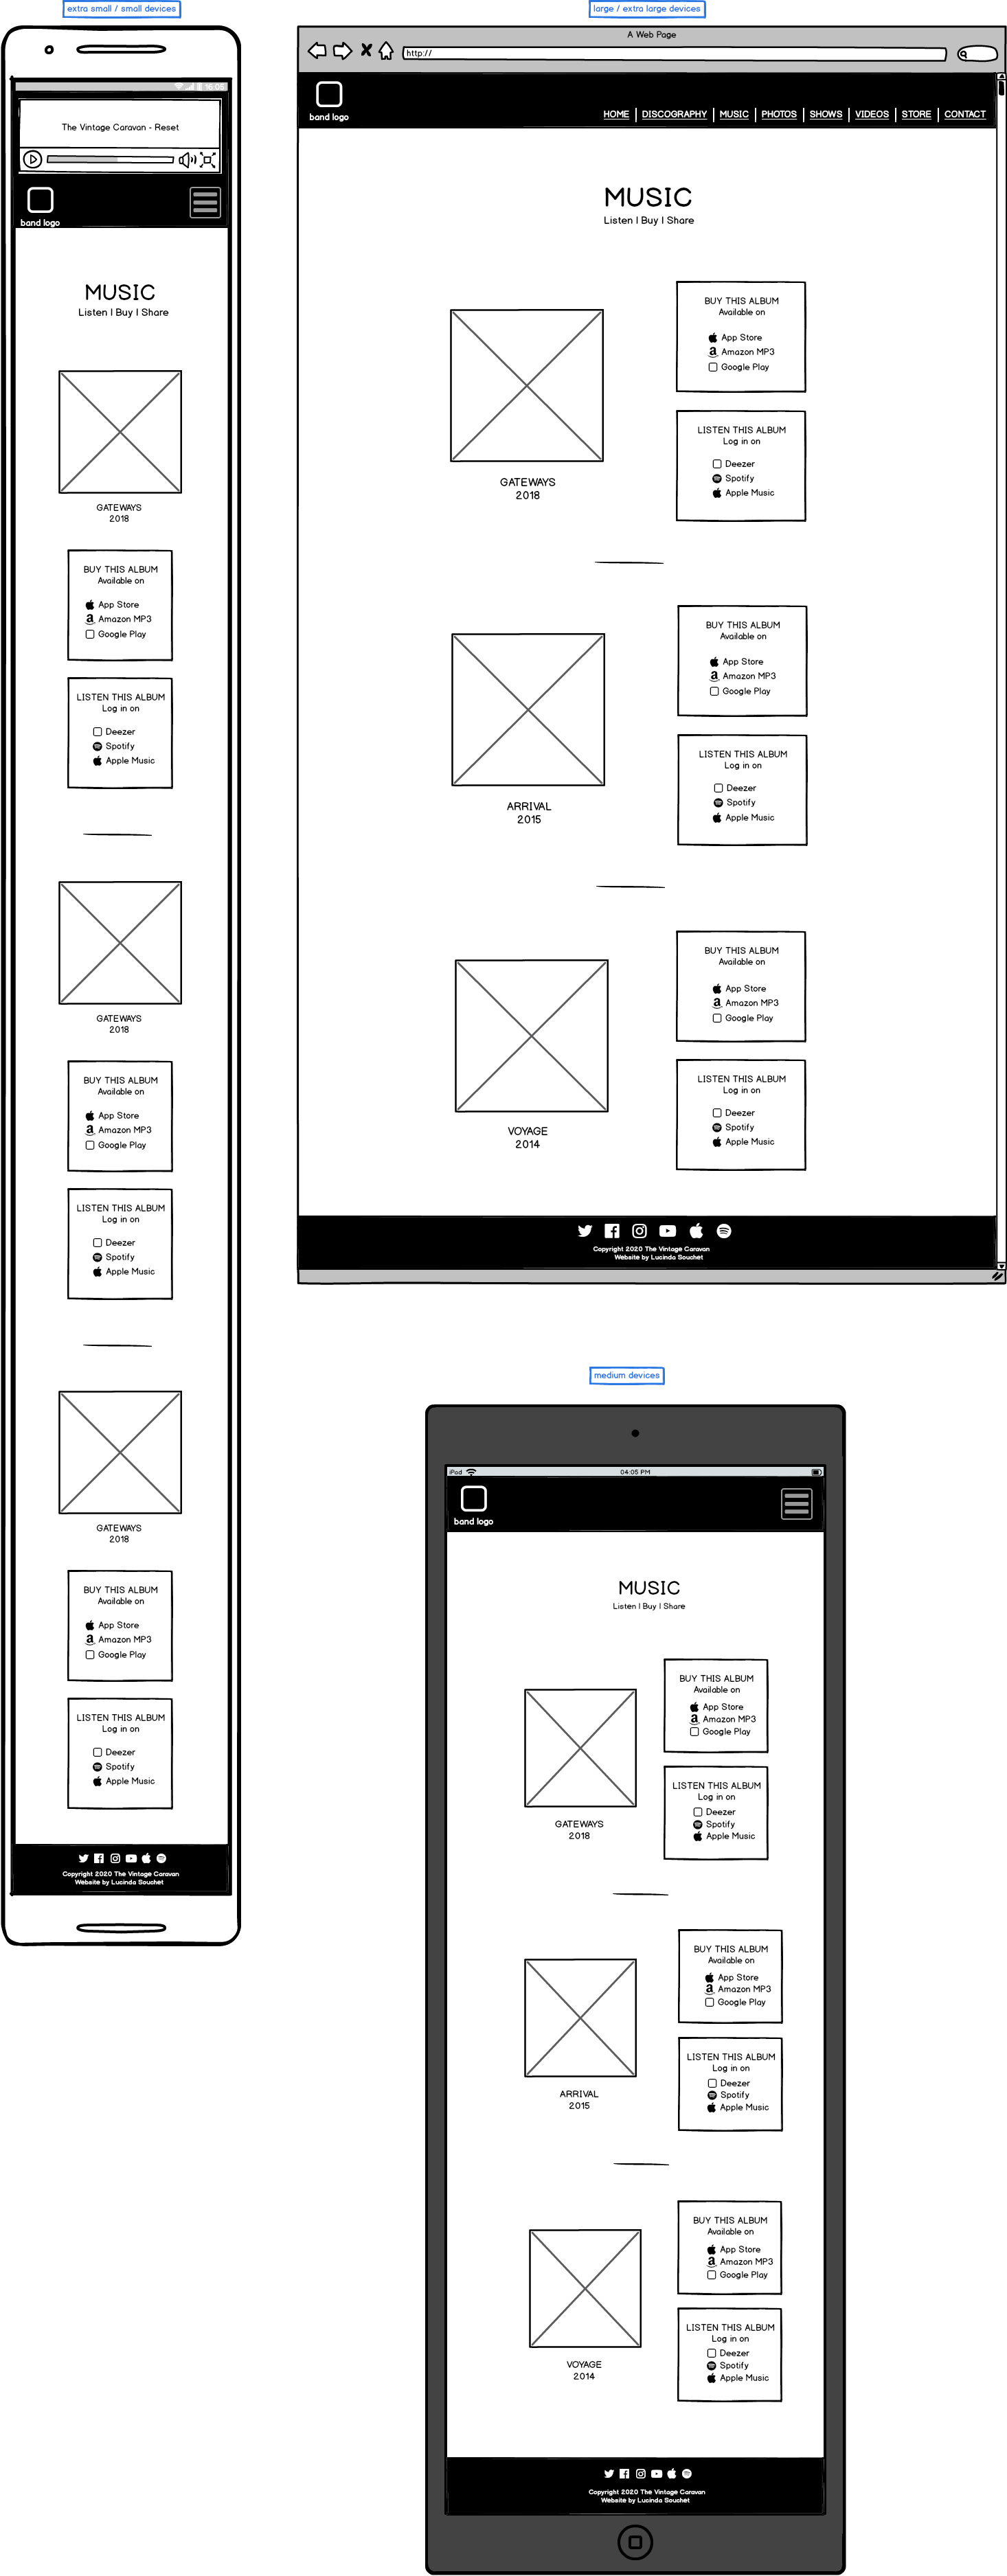 extra small / small devices
16:05
The Vintage Caravan - Reset
band logo
MUSIC
Listen | Buy | Share
GATEWAYS
2018
BUY THIS ALBUM
Available on
App Store
Amazon MP3
Google Play
LISTEN THIS ALBUM
Log in on
Deezer
Spotify
Apple Music
GATEWAYS
2018
BUY THIS ALBUM
Available on
App Store
Amazon MP3
Google Play
LISTEN THIS ALBUM
Log in on
Deezer
Spotify
Apple Music
GATEWAYS
2018
BUY THIS ALBUM
Available on
App Store
Amazon MP3
Google Play
LISTEN THIS ALBUM
Log in on
Deezer
Spotify
Apple Music
Copyright 2020 The Vintage Caravan
Website by Lucinda Souchet
large / extra large devices
A Web Page
http://
band logo
HOME | DISCOGRAPHY | MUSIC | PHOTOS | SHOWS | VIDEOS | STORE | CONTACT
MUSIC
Listen | Buy | Share
GATEWAYS
2018
BUY THIS ALBUM
Available on
App Store
Amazon MP3
Google Play
LISTEN THIS ALBUM
Log in on
Deezer
Spotify
Apple Music
ARRIVAL
2015
BUY THIS ALBUM
Available on
App Store
Amazon MP3
Google Play
LISTEN THIS ALBUM
Log in on
Deezer
Spotify
Apple Music
VOYAGE
2014
BUY THIS ALBUM
Available on
App Store
Amazon MP3
Google Play
LISTEN THIS ALBUM
Log in on
Deezer
Spotify
Apple Music
Copyright 2020 The Vintage Caravan
Website by Lucinda Souchet
medium devices
iPod
04:05 PM
band logo
MUSIC
Listen | Buy | Share
GATEWAYS
2018
BUY THIS ALBUM
Available on
App Store
Amazon MP3
Google Play
LISTEN THIS ALBUM
Log in on
Deezer
Spotify
Apple Music
ARRIVAL
2015
BUY THIS ALBUM
Available on
App Store
Amazon MP3
Google Play
LISTEN THIS ALBUM
Log in on
Deezer
Spotify
Apple Music
VOYAGE
2014
BUY THIS ALBUM
Available on
App Store
Amazon MP3
Google Play
LISTEN THIS ALBUM
Log in on
Deezer
Spotify
Apple Music
Copyright 2020 The Vintage Caravan
Website by Lucinda Souchet